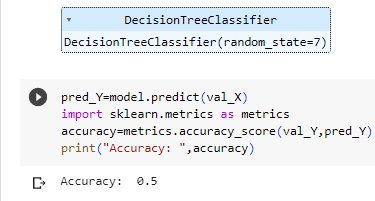 DecisionTreeClassifier
DecisionTreeClassifier(random_state=7)
pred_Y=model.predict(val_X)
import sklearn.metrics as metrics
accuracy=metrics.accuracy_score(val_Y,pred_Y)
print("Accuracy: ",accuracy)
Accuracy:  0.5